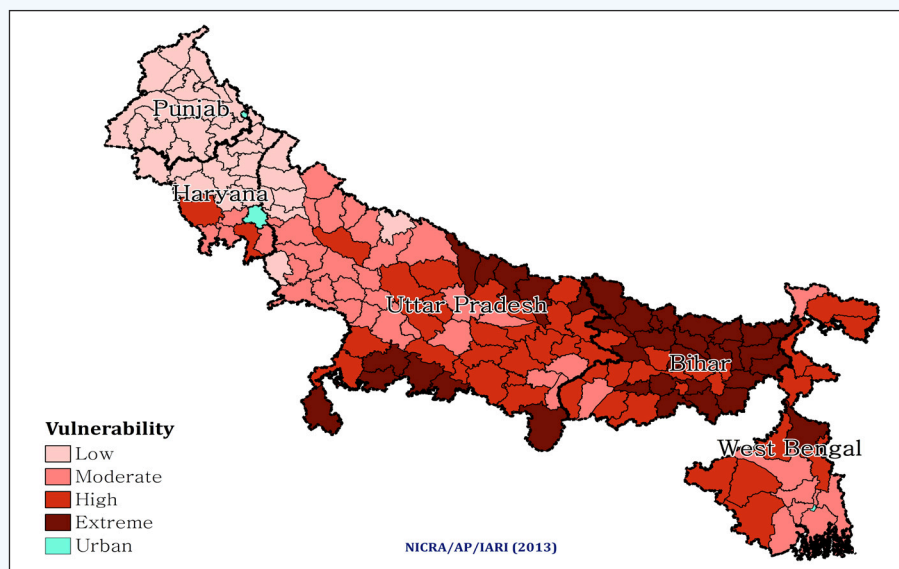 Punjab
Haryana
Uttar Pradesh
Bihar
West Bengal
Vulnerability
Low
Moderate
High
Extreme
Urban
NICRA/AP/IARI (2013)